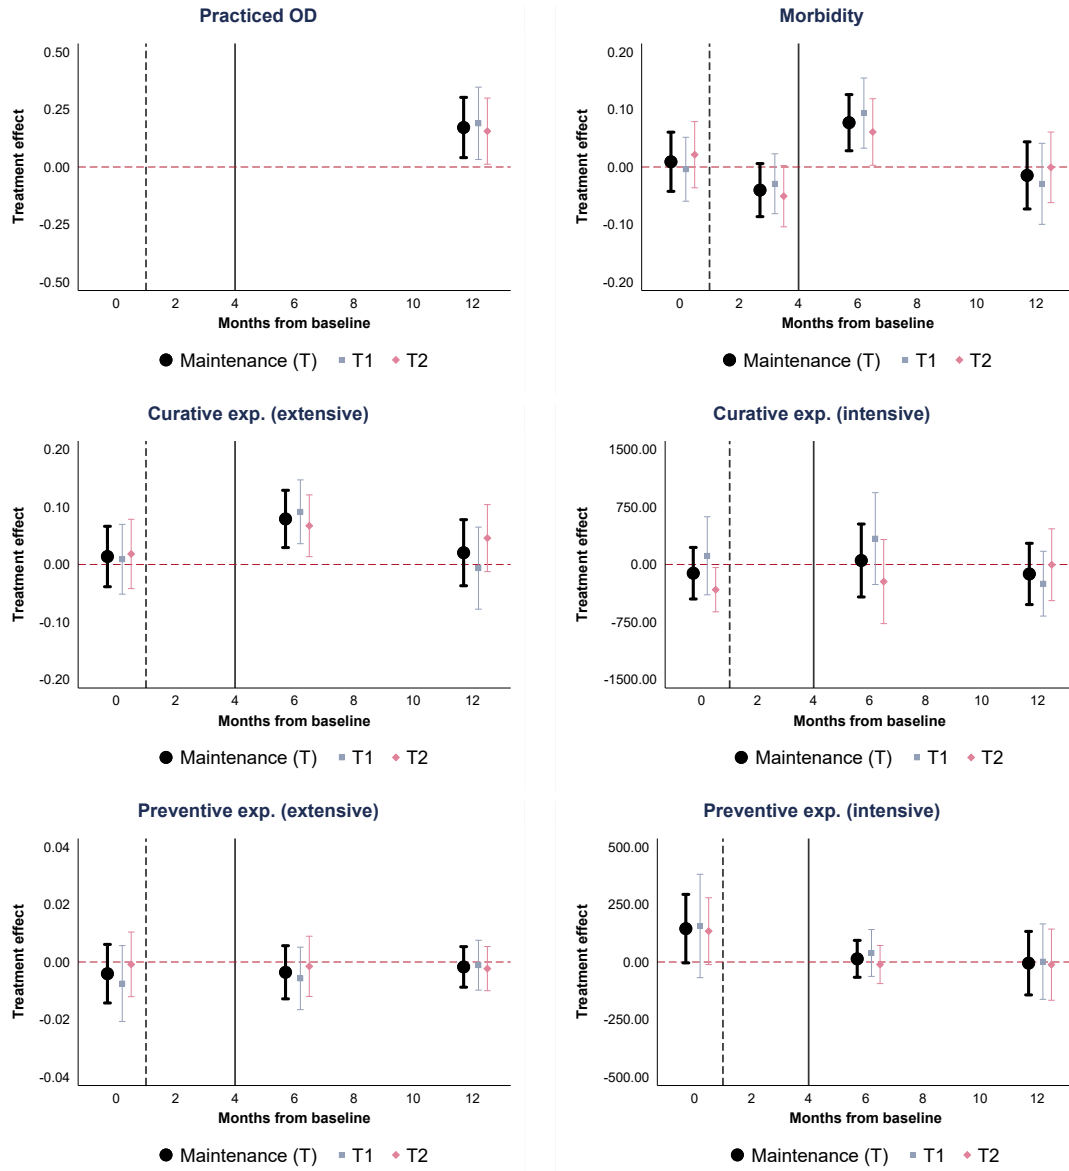 Practiced OD
Treatment effect
0.50
0.25
0.00
-0.25
-0.50
0 2 4 6 8 10 12
Months from baseline
Maintenance (T) T1 T2
Morbidity
Treatment effect
0.20
0.10
0.00
-0.10
-0.20
0 2 4 6 8 10 12
Months from baseline
Maintenance (T) T1 T2
Curative exp. (extensive)
Treatment effect
0.20
0.10
0.00
-0.10
-0.20
0 2 4 6 8 10 12
Months from baseline
Maintenance (T) T1 T2
Curative exp. (intensive)
Treatment effect
1500.00
750.00
0.00
-750.00
-1500.00
0 2 4 6 8 10 12
Months from baseline
Maintenance (T) T1 T2
Preventive exp. (extensive)
Treatment effect
0.04
0.02
0.00
-0.02
-0.04
0 2 4 6 8 10 12
Months from baseline
Maintenance (T) T1 T2
Preventive exp. (intensive)
Treatment effect
500.00
250.00
0.00
-250.00
-500.00
0 2 4 6 8 10 12
Months from baseline
Maintenance (T) T1 T2